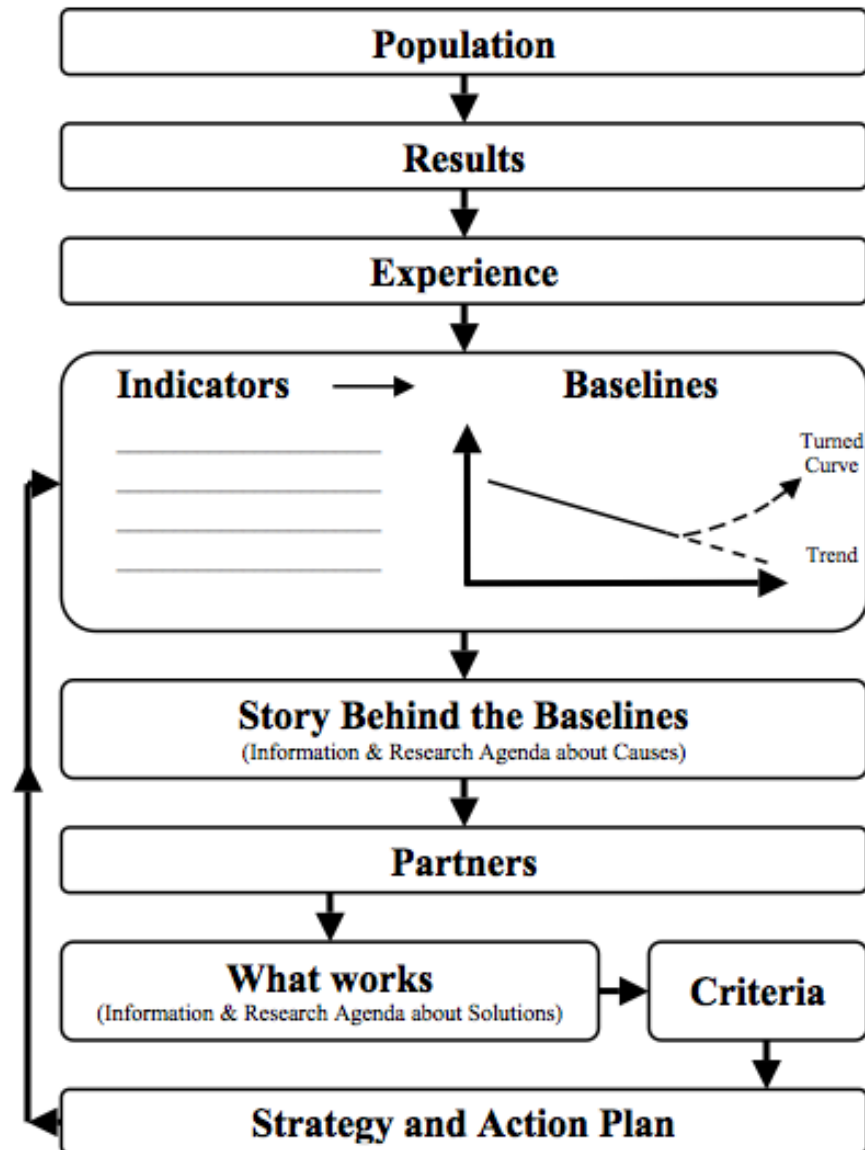 Population
Results
Experience
Indicators
Baselines
Turned
Curve
Trend
Story Behind the Baselines
(Information & Research Agenda about Causes)
Partners
What works
(Information & Research Agenda about Solutions)
Criteria
Strategy and Action Plan